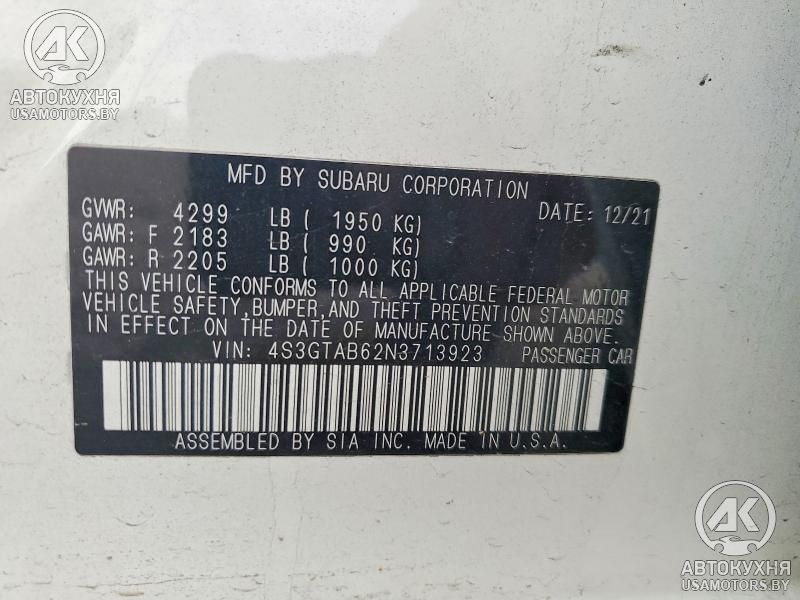 AK
АВТОКУХНЯ
USAMOTORS.BY
MFD BY SUBARU CORPORATION
GVWR: 4299 LB ( 1950 KG) DATE: 12/21
GAWR: F 2183 LB ( 990 KG)
GAWR: R 2205 LB ( 1000 KG)
THIS VEHICLE CONFORMS TO ALL APPLICABLE FEDERAL MOTOR
VEHICLE SAFETY, BUMPER, AND THEFT PREVENTION STANDARDS
IN EFFECT ON THE DATE OF MANUFACTURE SHOWN ABOVE.
VIN: 4S3GTAB62N3713923 PASSENGER CAR
ASSEMBLED BY SIA INC. MADE IN U.S.A.
AK
АВТОКУХНЯ
USAMOTORS.BY